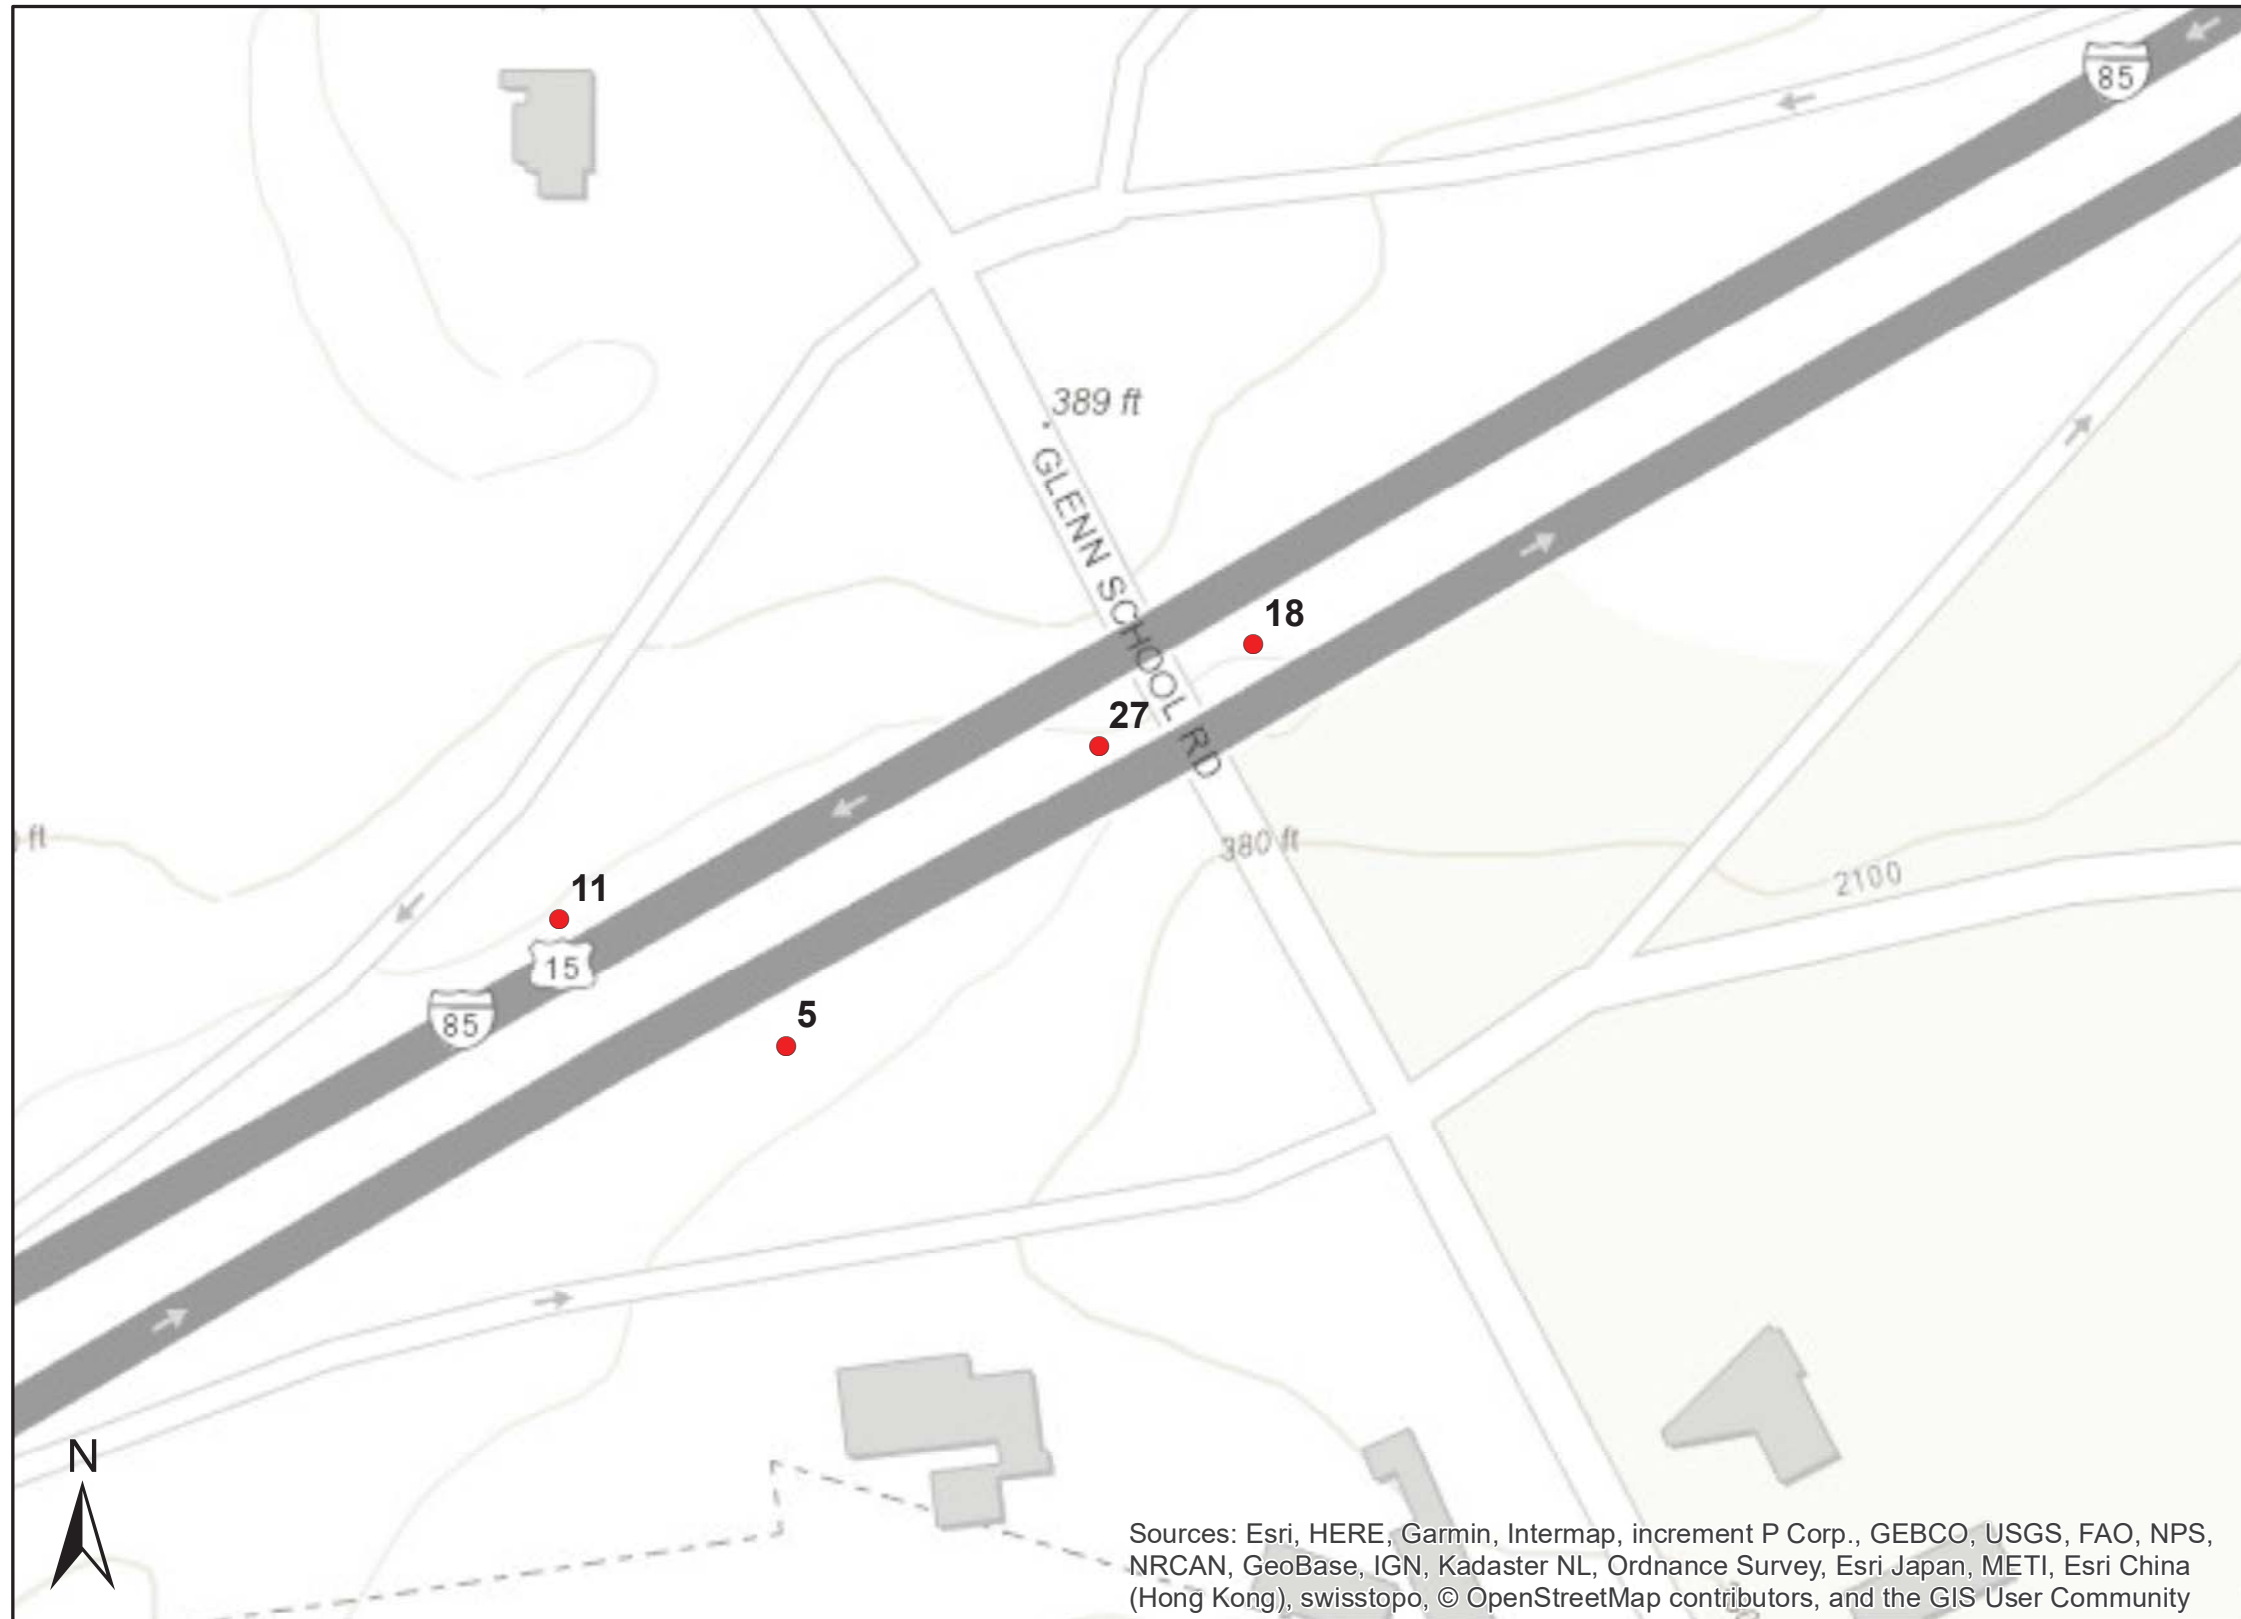 85
389 ft
GLENN SCHOOL RD
18
27
ft
380 ft
2100
11
15
85
5
N
Sources: Esri, HERE, Garmin, Intermap, increment P Corp., GEBCO, USGS, FAO, NPS,
NRCAN, GeoBase, IGN, Kadaster NL, Ordnance Survey, Esri Japan, METI, Esri China
(Hong Kong), swisstopo, © OpenStreetMap contributors, and the GIS User Community